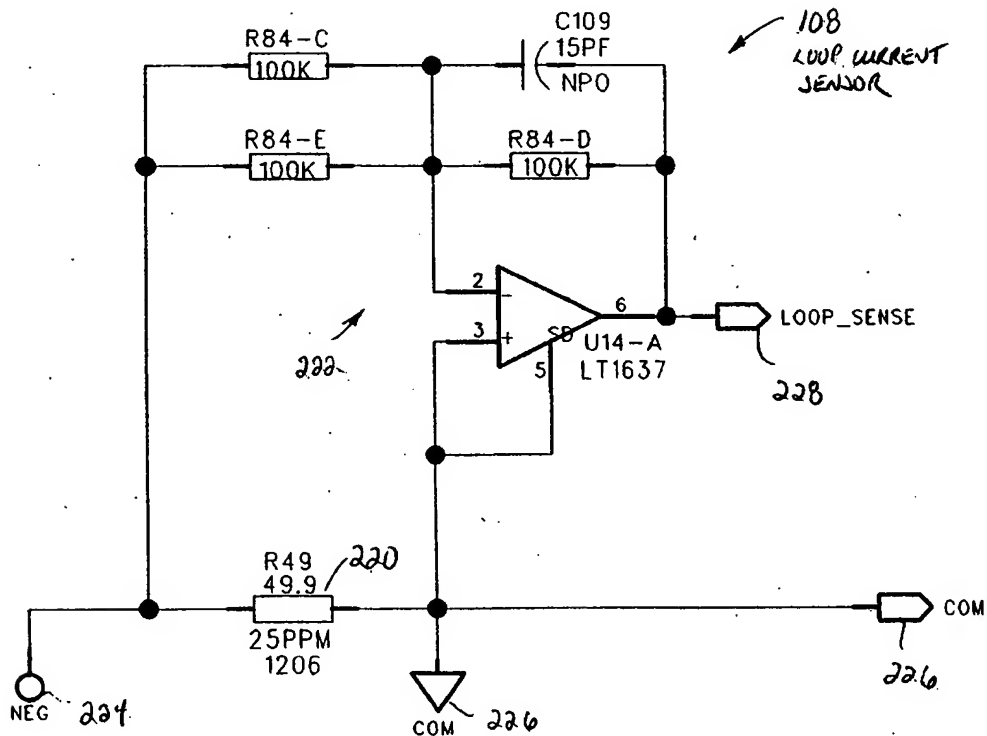 C109
15PF
NPO
R84-C
100K
108
LOOP CURRENT
SENSOR
R84-E
100K
R84-D
100K
2
-
3
+
SD
5
6
U14-A
LT1637
LOOP_SENSE
228
222
R49
49.9
220
25PPM
1206
COM
226
NEG
224
COM
226